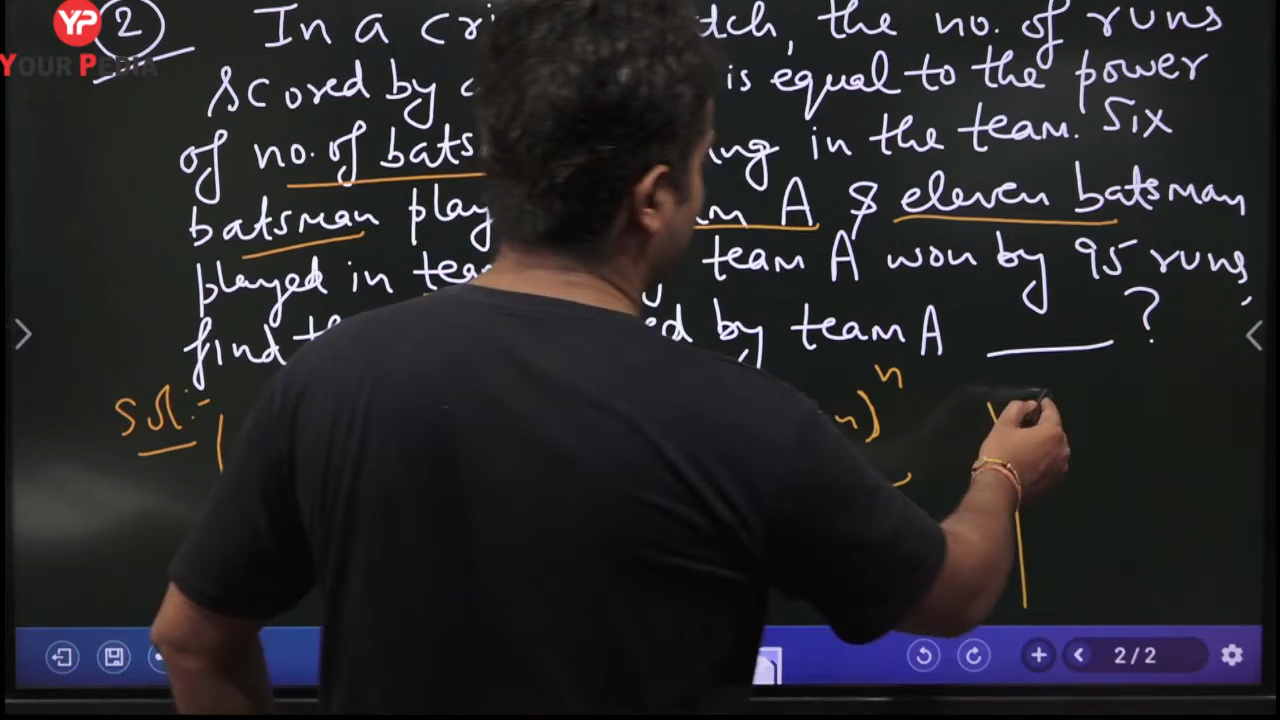 YP
YOUR PEDIA
② In a tch, the no. of runs
scored by is equal to the power
of no. of bats ing in the team. Six
batsman play m A & eleven batsman
played in team A won by 95 runs,
find ed by team A ____ ?
Sol:- n) n
2/2